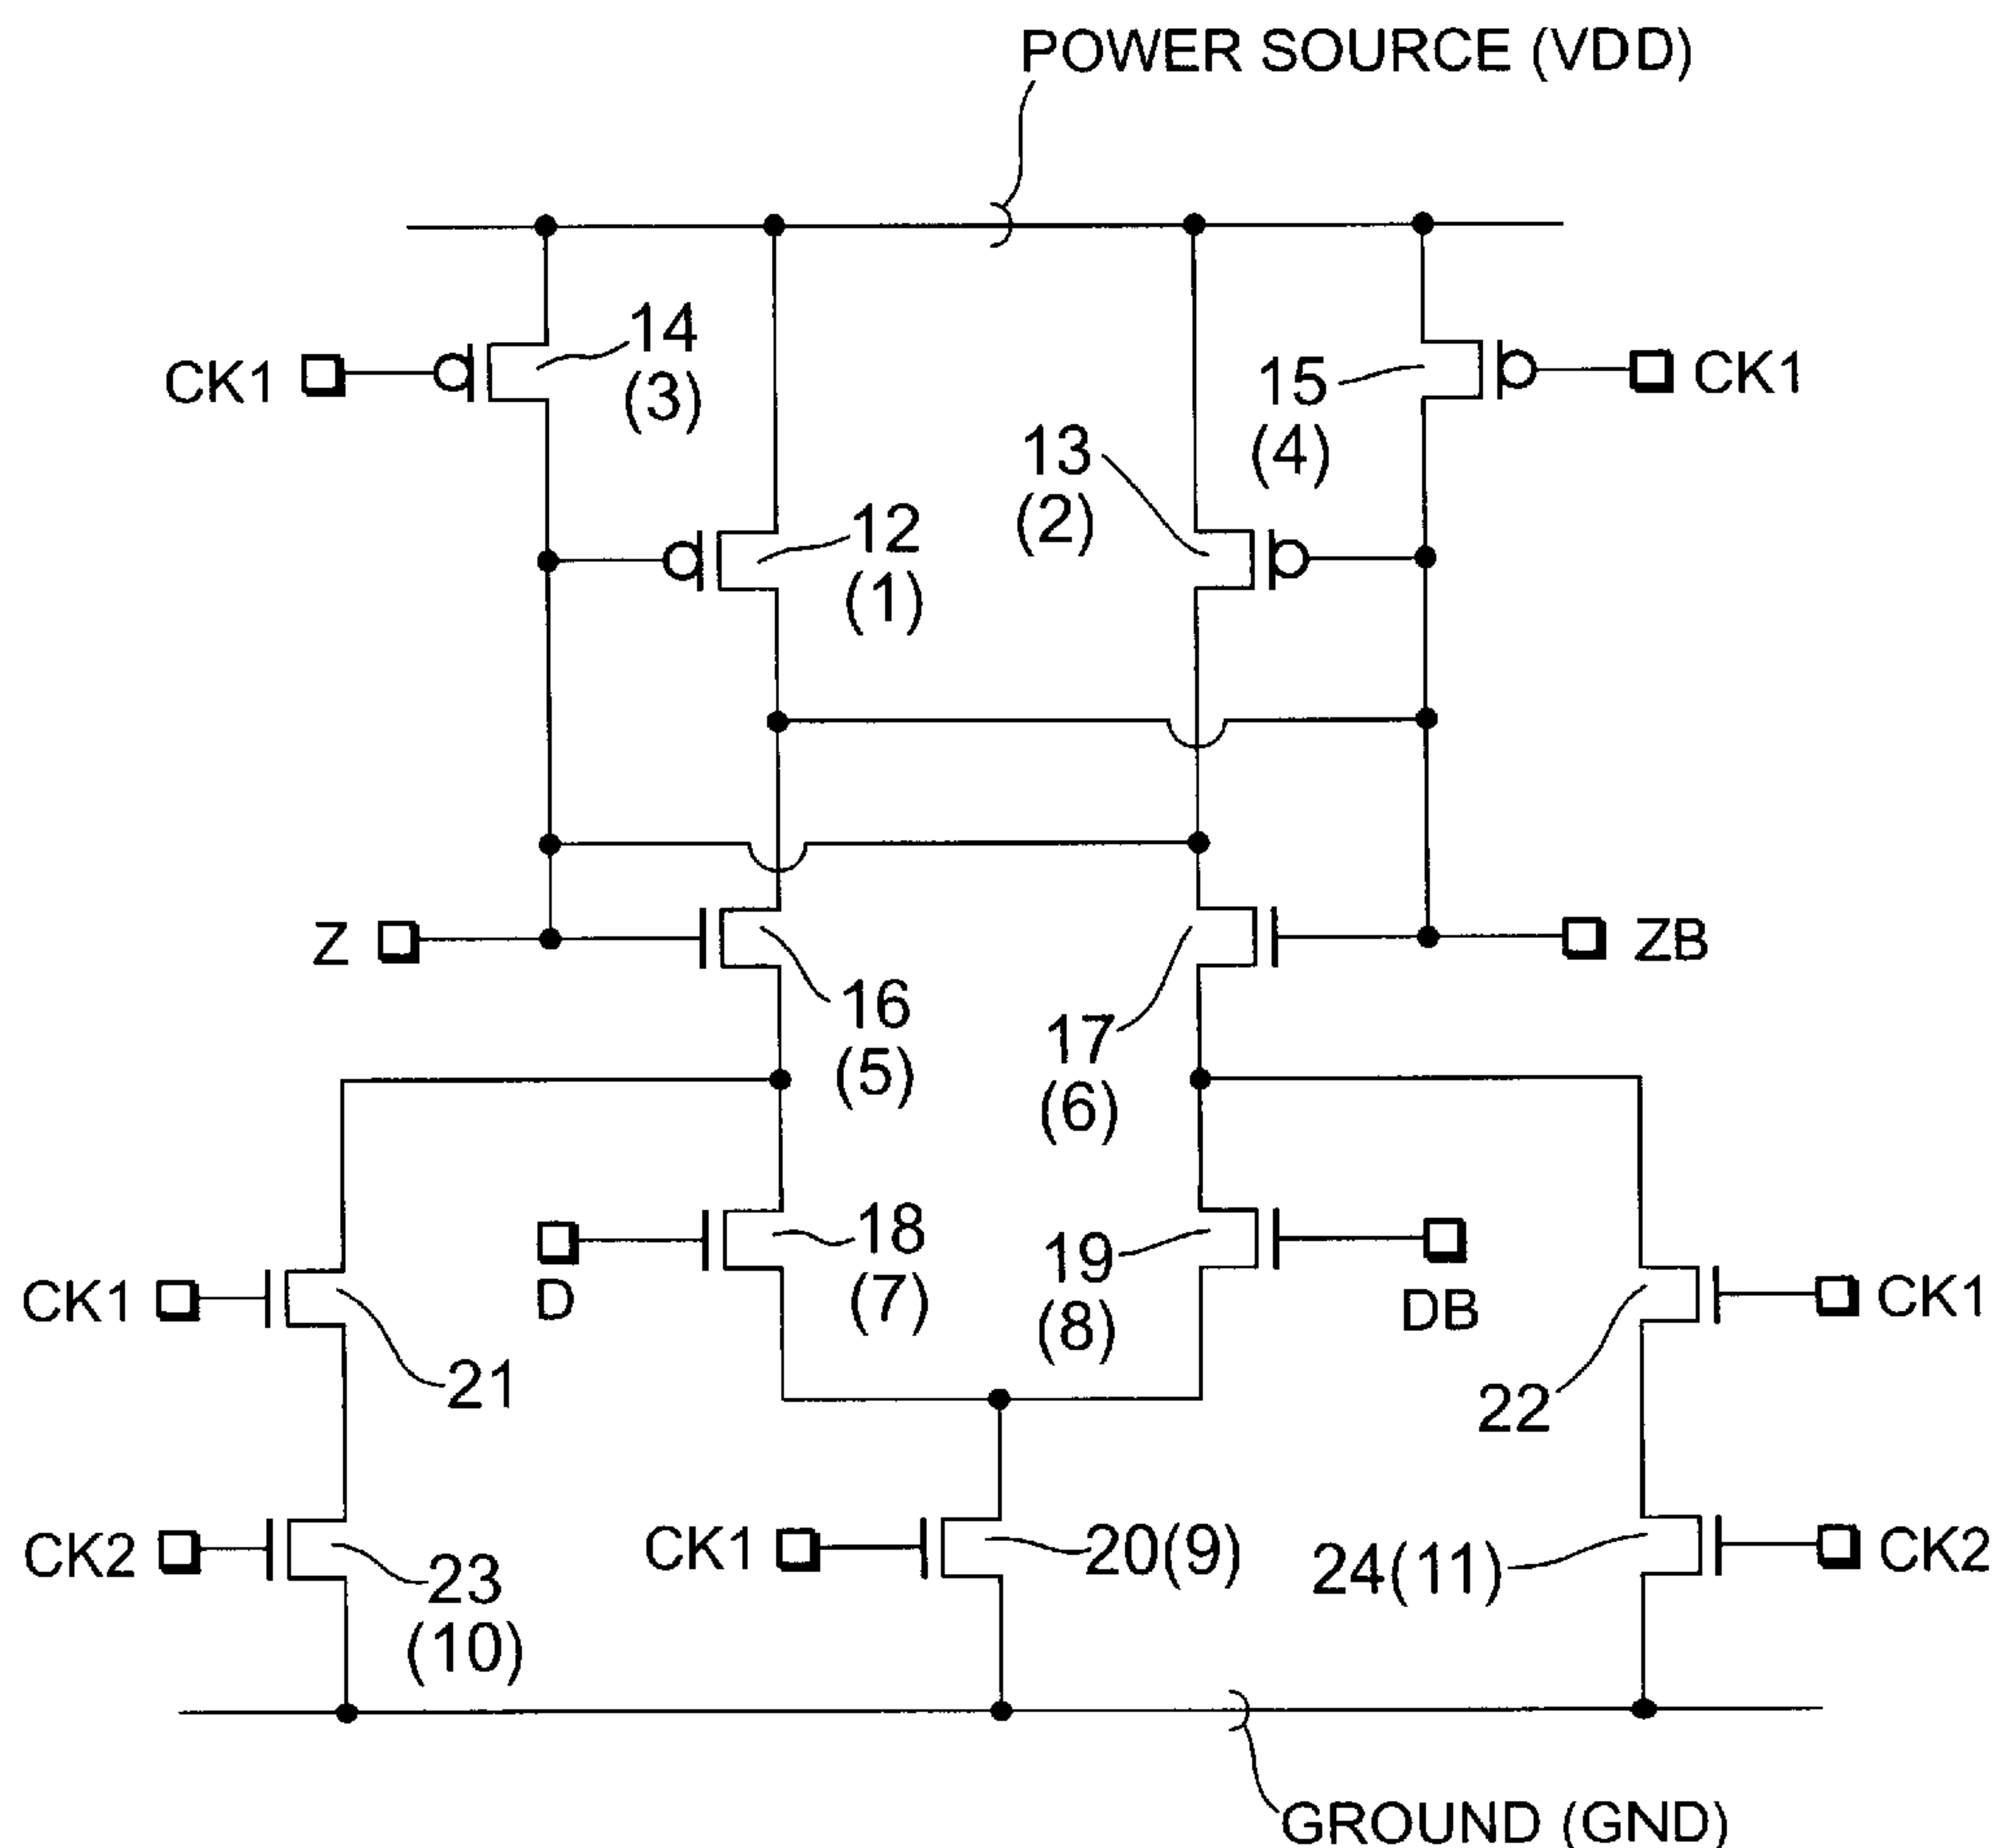 POWER SOURCE (VDD)
CK1
14
(3)
15
(4)
CK1
13
(2)
12
(1)
Z
16
(5)
17
(6)
ZB
CK1
D
18
(7)
19
(8)
DB
CK1
21
22
CK2
23
(10)
CK1
20(9)
24(11)
CK2
GROUND (GND)